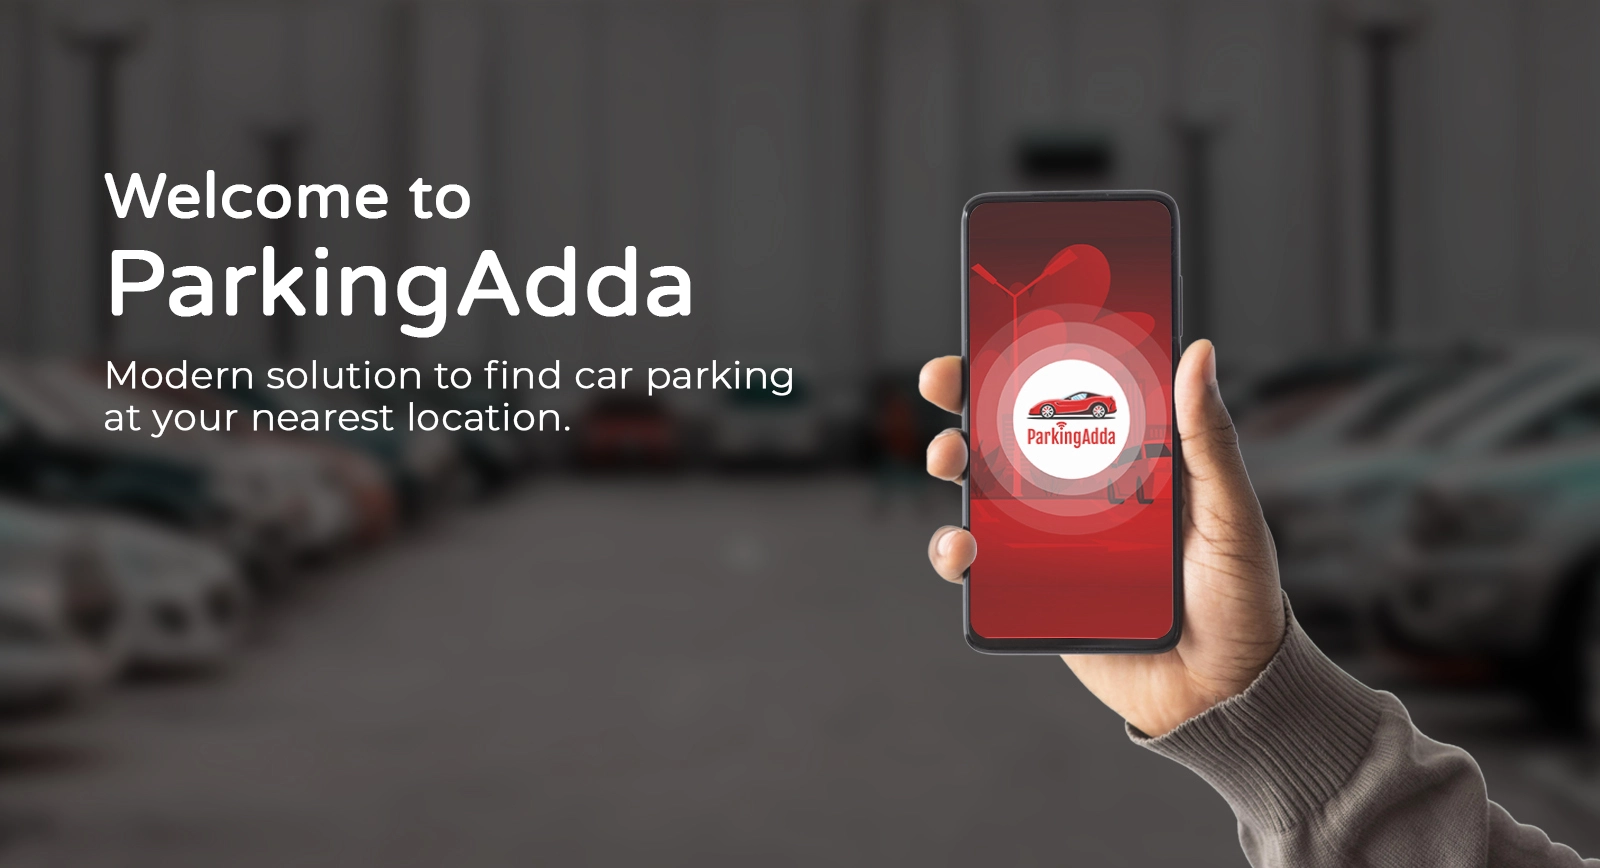 Welcome to
ParkingAdda
Modern solution to find car parking
at your nearest location.
ParkingAdda